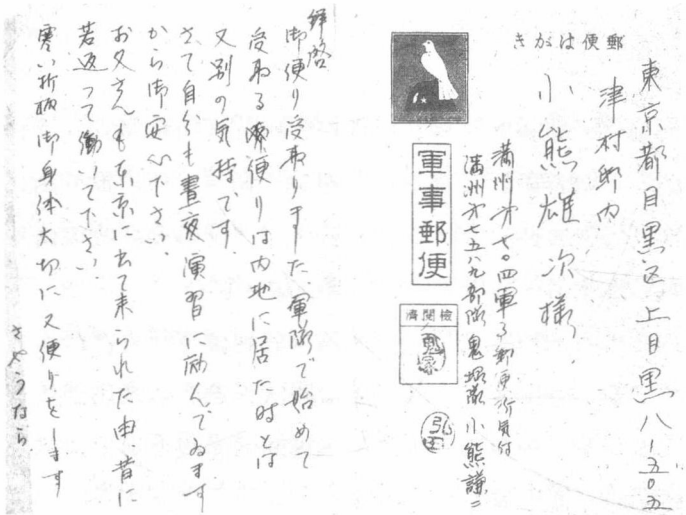 郵便はがき
東京都目黒区上目黒八ー五〇五
津村郵内
小熊雄次様
満州第七〇四軍事郵便所気付
満州第七五八九部隊鬼塚隊
小熊謙二
軍事郵便
検閲済
鬼塚
拝啓
御便り受取りました、軍隊で始めて
受取る御便りは内地に居た時とは
又別の気持です、
さて自分も晝夜演習に励んでゐます
から御安心下さい、
お父さんも東京に出て来られた由昔に
若返って働いて下さい、
寒い折柄御身体大切に又便りをします
さやうなら